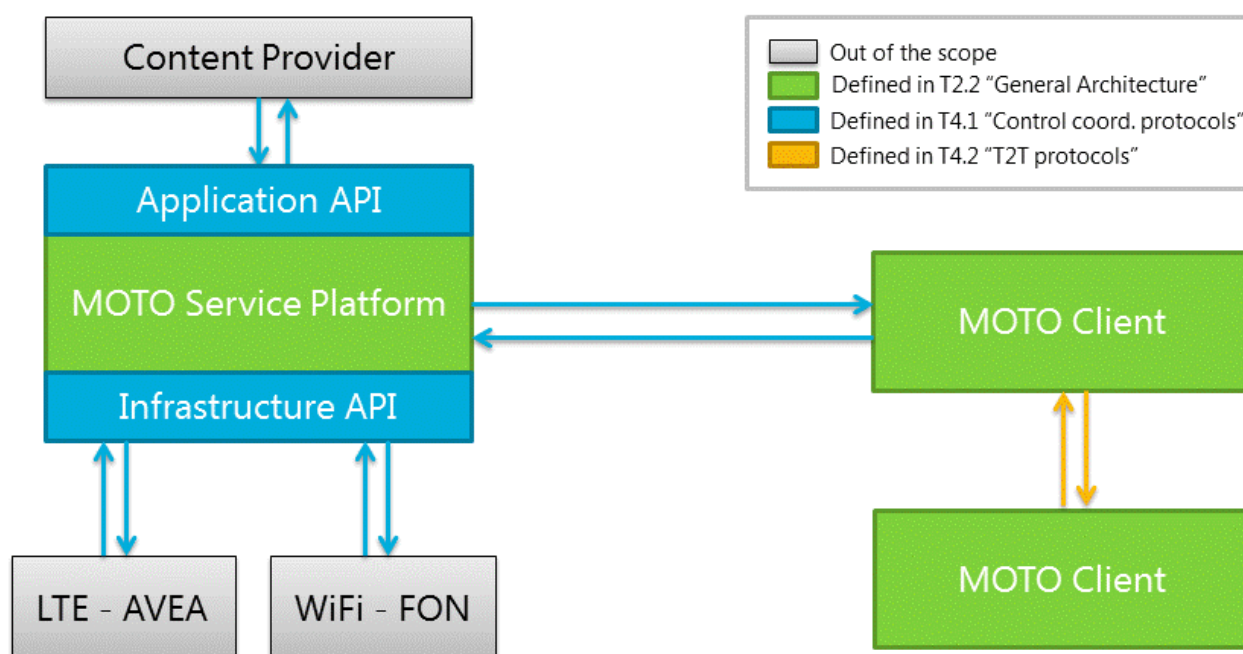 Content Provider
Out of the scope
Defined in T2.2 “General Architecture”
Defined in T4.1 “Control coord. protocols”
Defined in T4.2 “T2T protocols”
Application API
MOTO Service Platform
MOTO Client
Infrastructure API
MOTO Client
LTE - AVEA
WiFi - FON